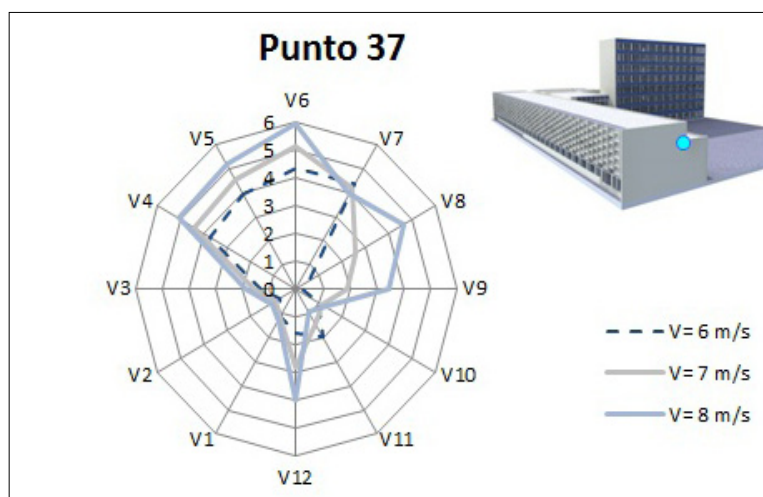 Punto 37
V6
V5
V7
V4
V8
V3
V9
V2
V10
V1
V11
V12
6
5
4
3
2
1
0
V= 6 m/s
V= 7 m/s
V= 8 m/s